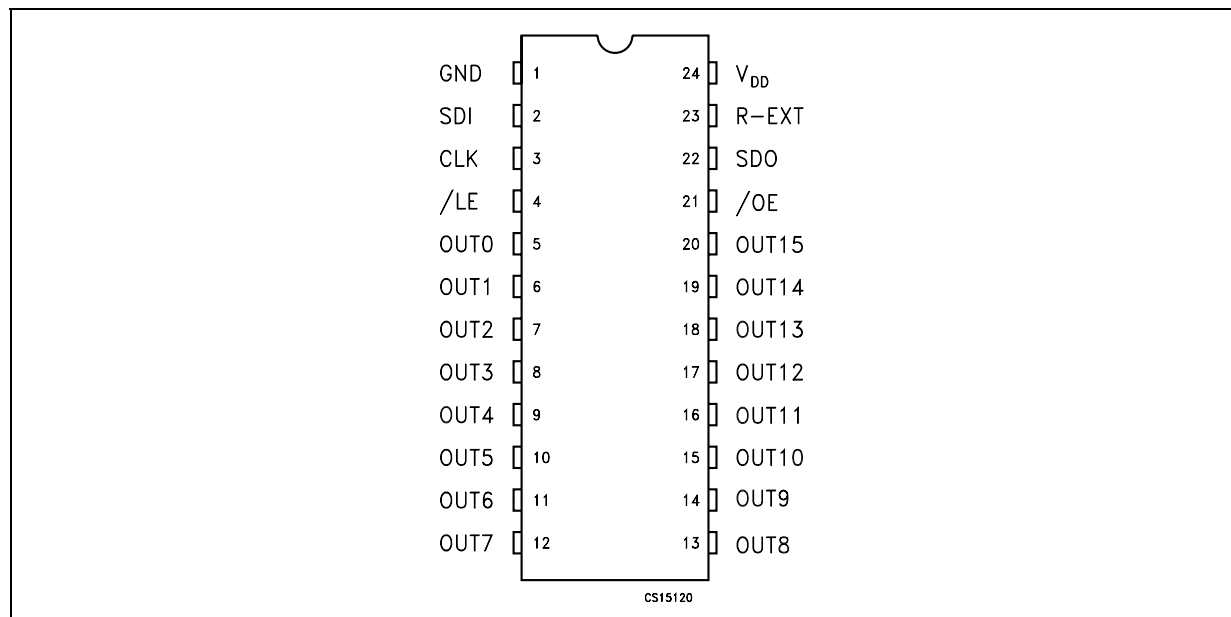 GND 1 24 VDD
SDI 2 23 R-EXT
CLK 3 22 SDO
/LE 4 21 /OE
OUT0 5 20 OUT15
OUT1 6 19 OUT14
OUT2 7 18 OUT13
OUT3 8 17 OUT12
OUT4 9 16 OUT11
OUT5 10 15 OUT10
OUT6 11 14 OUT9
OUT7 12 13 OUT8
CS15120